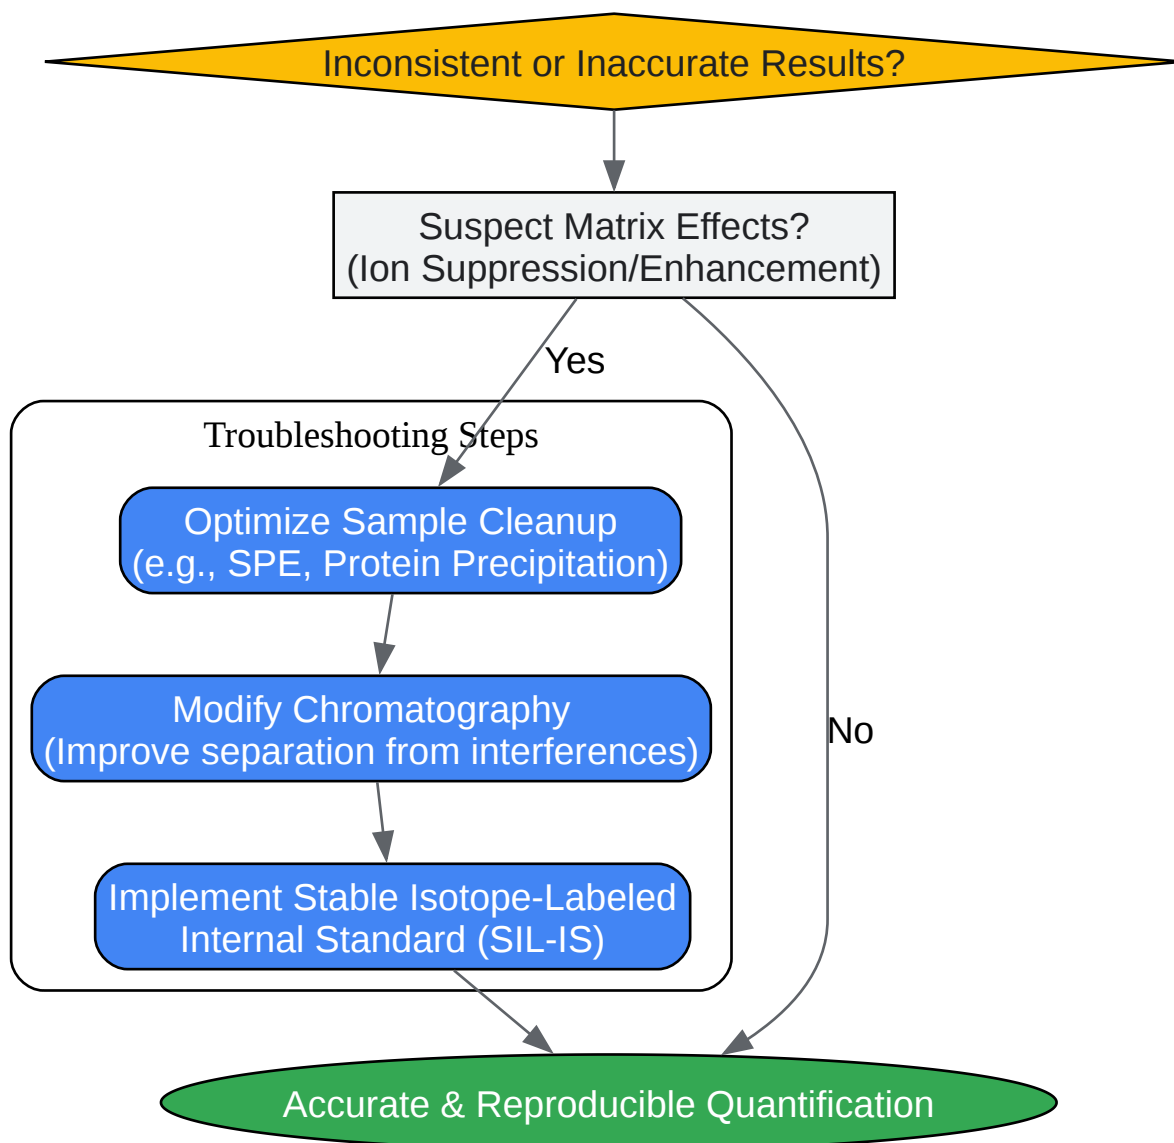 Inconsistent or Inaccurate Results?
Suspect Matrix Effects?
(Ion Suppression/Enhancement)
Yes
Troubleshooting Steps
Optimize Sample Cleanup
(e.g., SPE, Protein Precipitation)
Modify Chromatography
(Improve separation from interferences)
No
Implement Stable Isotope-Labeled
Internal Standard (SIL-IS)
Accurate & Reproducible Quantification